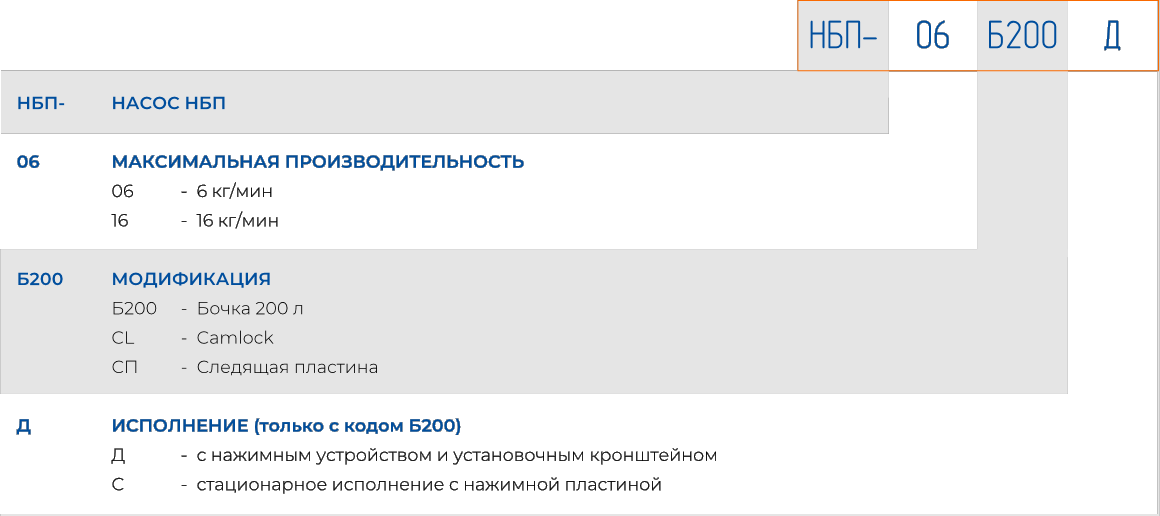 НБП- 06 Б200 Д
НБП- НАСОС НБП
06 МАКСИМАЛЬНАЯ ПРОИЗВОДИТЕЛЬНОСТЬ
06 - 6 кг/мин
16 - 16 кг/мин
Б200 МОДИФИКАЦИЯ
Б200 - Бочка 200 л
CL - Camlock
СП - Следящая пластина
Д ИСПОЛНЕНИЕ (только с кодом Б200)
Д - с нажимным устройством и установочным кронштейном
С - стационарное исполнение с нажимной пластиной